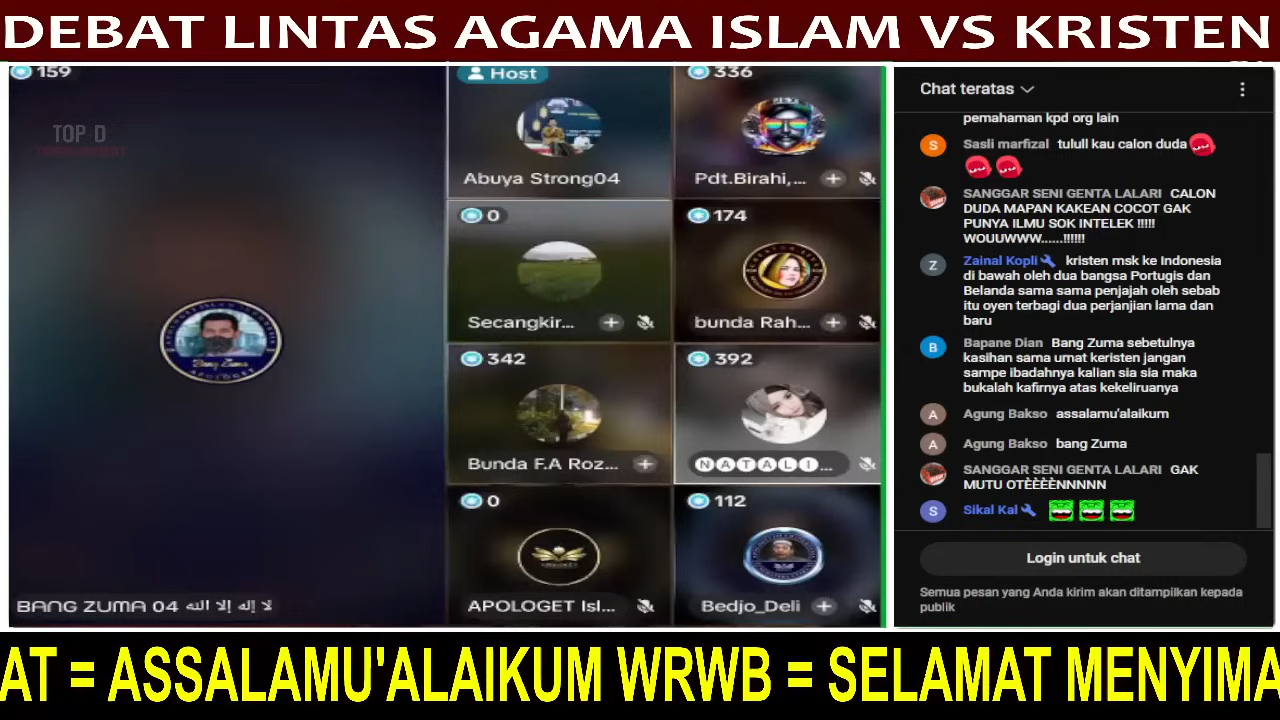 DEBAT LINTAS AGAMA ISLAM VS KRISTEN
159
TOP D
BANG ZUMA 04 لا إله إلا الله
Bang Zuma
APOLOGET
Host
Abuya Strong04
336
Pdt.Birahi,...
0
Secangkir...
174
bunda Rah...
342
Bunda F.A Roz...
392
NATALI...
0
APOLOGET Isl...
112
Bedjo_Deli
Chat teratas
pemahaman kpd org lain
Sasli marfizal tulull kau calon duda
SANGGAR SENI GENTA LALARI CALON
DUDA MAPAN KAKEAN COCOT GAK
PUNYA ILMU SOK INTELEK !!!!!
WOUUWWW......!!!!!!
Zainal Kopli kristen msk ke Indonesia
di bawah oleh dua bangsa Portugis dan
Belanda sama sama penjajah oleh sebab
itu oyen terbagi dua perjanjian lama dan
baru
Bapane Dian Bang Zuma sebetulnya
kasihan sama umat keristen jangan
sampe ibadahnya kalian sia sia maka
bukalah kafirnya atas kekeliruanya
Agung Bakso assalamu'alaikum
Agung Bakso bang Zuma
SANGGAR SENI GENTA LALARI GAK
MUTU OTÈÈÈÈNNNNN
Sikal Kal
Login untuk chat
Semua pesan yang Anda kirim akan ditampilkan kepada
publik
AT = ASSALAMU'ALAIKUM WRWB = SELAMAT MENYIMA